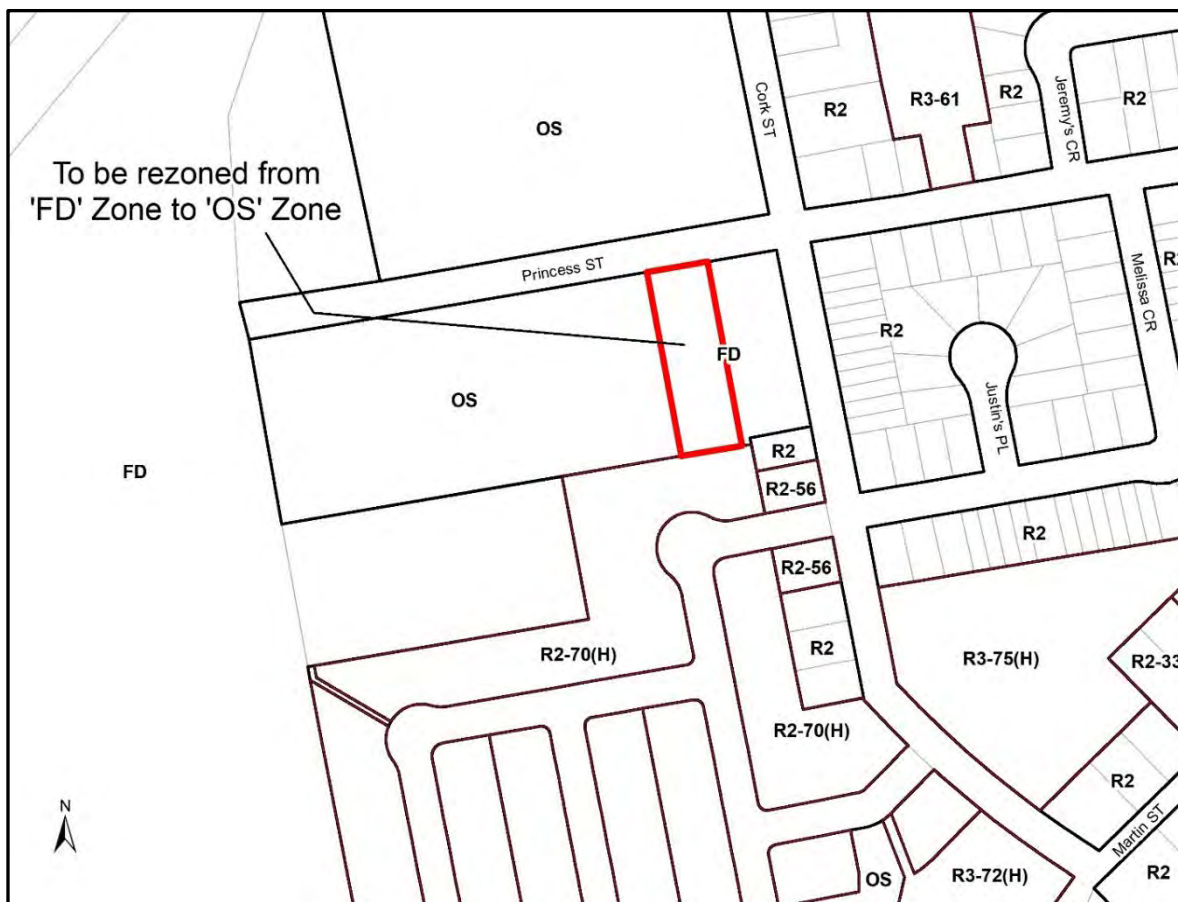 OS
Cork ST
R2
R3-61
R2
Jeremy's CR
R2
To be rezoned from
'FD' Zone to 'OS' Zone
Princess ST
FD
OS
R2
Melissa CR
Justin's PL
FD
R2
R2-56
R2
R2-56
R2-70(H)
R2
R3-75(H)
R2-33
R2-70(H)
R2
Martin ST
N
OS
R3-72(H)
R2